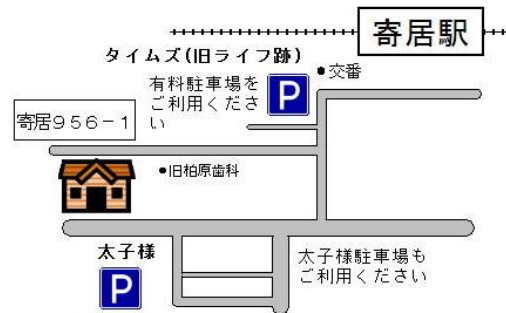 寄居駅
タイムズ(旧ライフ跡)
•交番
有料駐車場を
ご利用くださ
い
P
寄居956-1
•旧柏原歯科
太子様
P
太子様駐車場も
ご利用ください